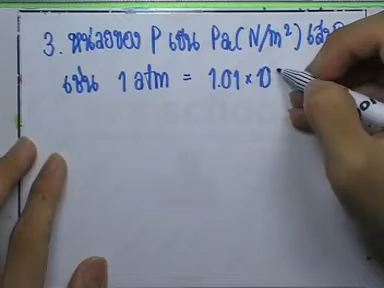 3. หน่วยของ P เช่น Pa(N/m²)
เช่น 1 atm = 1.01 × 10